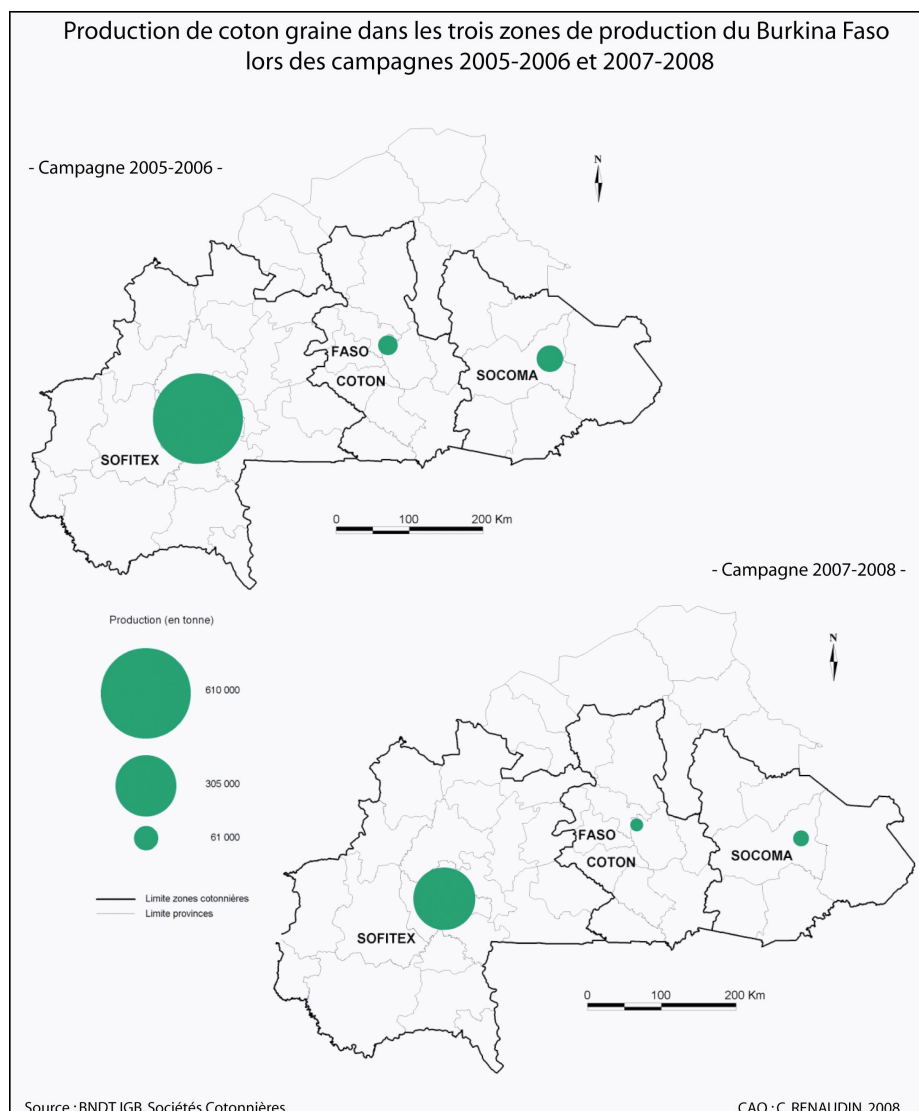 Production de coton graine dans les trois zones de production du Burkina Faso
lors des campagnes 2005-2006 et 2007-2008
- Campagne 2005-2006 -
N
FASO
COTON
SOCOMA
SOFITEX
0 100 200 Km
- Campagne 2007-2008 -
Production (en tonne)
610 000
305 000
61 000
Limite zones cotonnières
Limite provinces
N
FASO
COTON
SOCOMA
SOFITEX
0 100 200 Km
Source : BNDT IGB, Sociétés Cotonnières
CAO : C. RENAUDIN, 2008